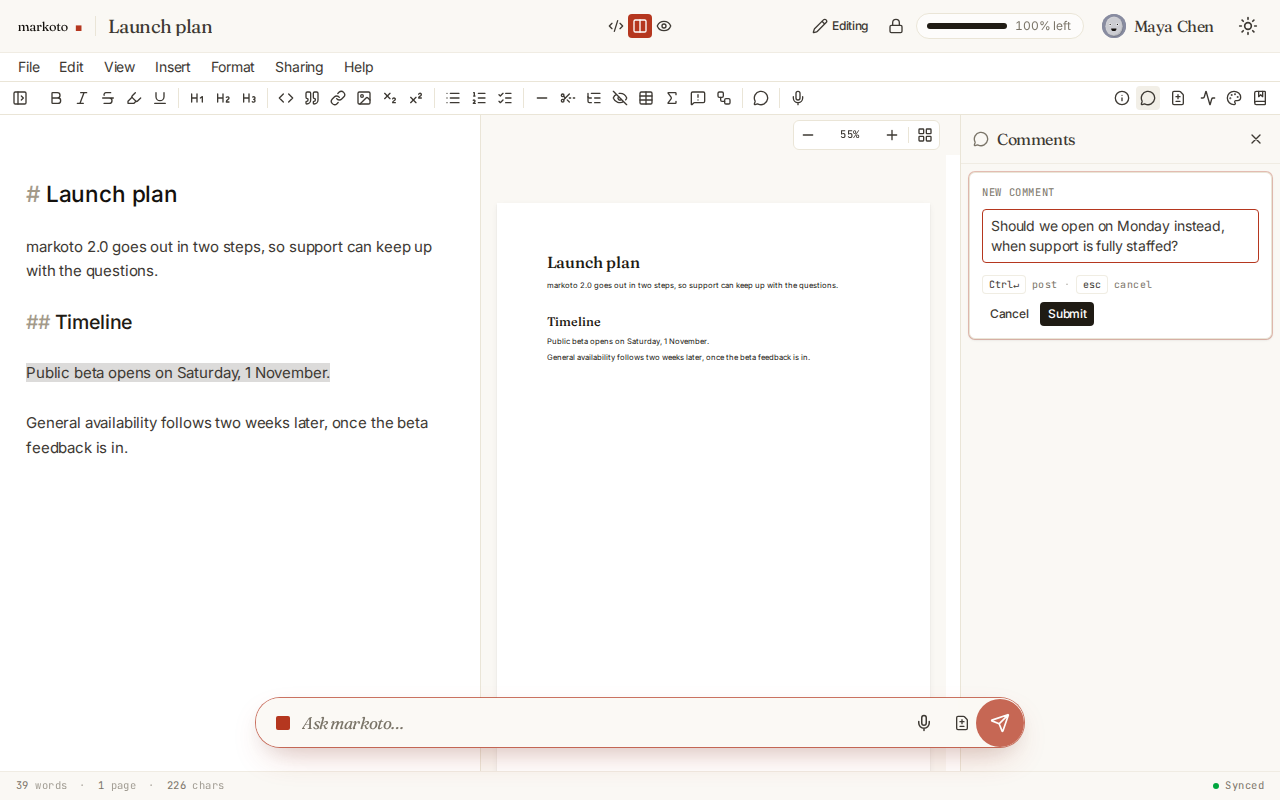 markoto
Launch plan
Editing
100% left
Maya Chen
File Edit View Insert Format Sharing Help
B I S U H1 H2 H3 X2 X²
55%
Comments
# Launch plan
markoto 2.0 goes out in two steps, so support can keep up
with the questions.
## Timeline
Public beta opens on Saturday, 1 November.
General availability follows two weeks later, once the beta
feedback is in.
Launch plan
markoto 2.0 goes out in two steps, so support can keep up with the questions.
Timeline
Public beta opens on Saturday, 1 November.
General availability follows two weeks later, once the beta feedback is in.
NEW COMMENT
Should we open on Monday instead,
when support is fully staffed?
Ctrl↵ post · esc cancel
Cancel Submit
Ask markoto...
39 words · 1 page · 226 chars
Synced